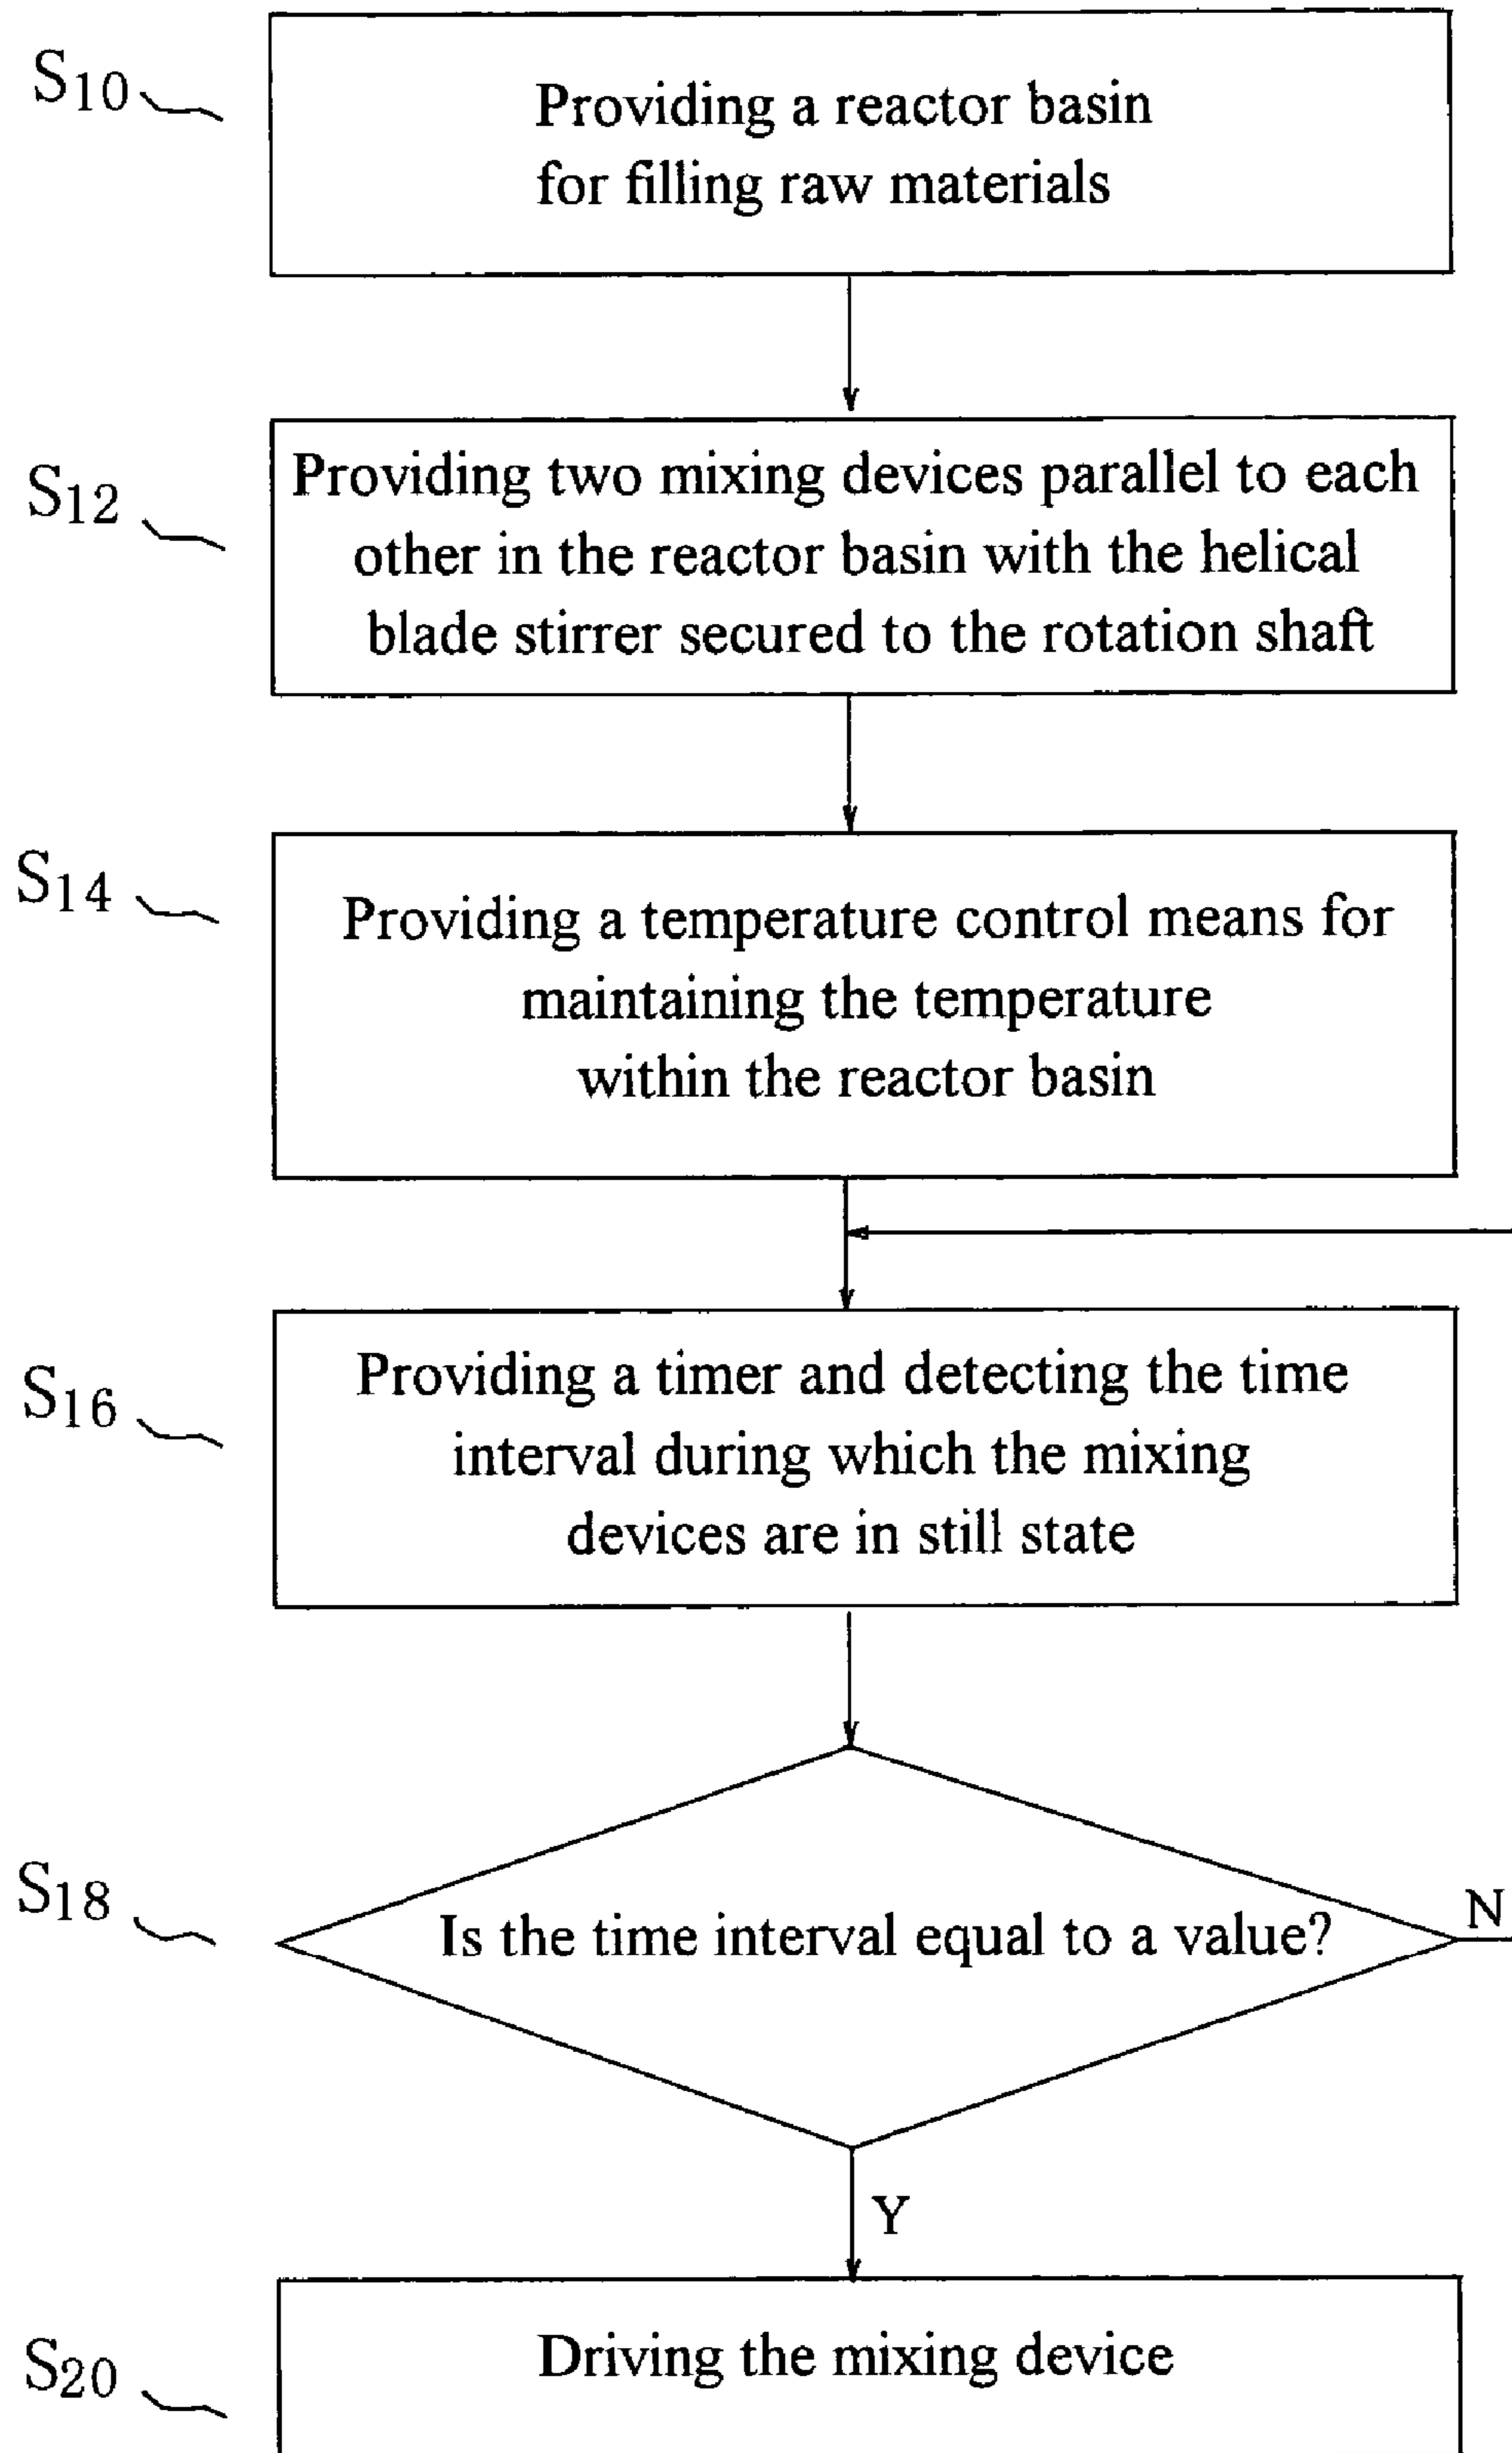 S10
Providing a reactor basin
for filling raw materials
S12
Providing two mixing devices parallel to each
other in the reactor basin with the helical
blade stirrer secured to the rotation shaft
S14
Providing a temperature control means for
maintaining the temperature
within the reactor basin
S16
Providing a timer and detecting the time
interval during which the mixing
devices are in still state
S18
Is the time interval equal to a value?
N
Y
S20
Driving the mixing device